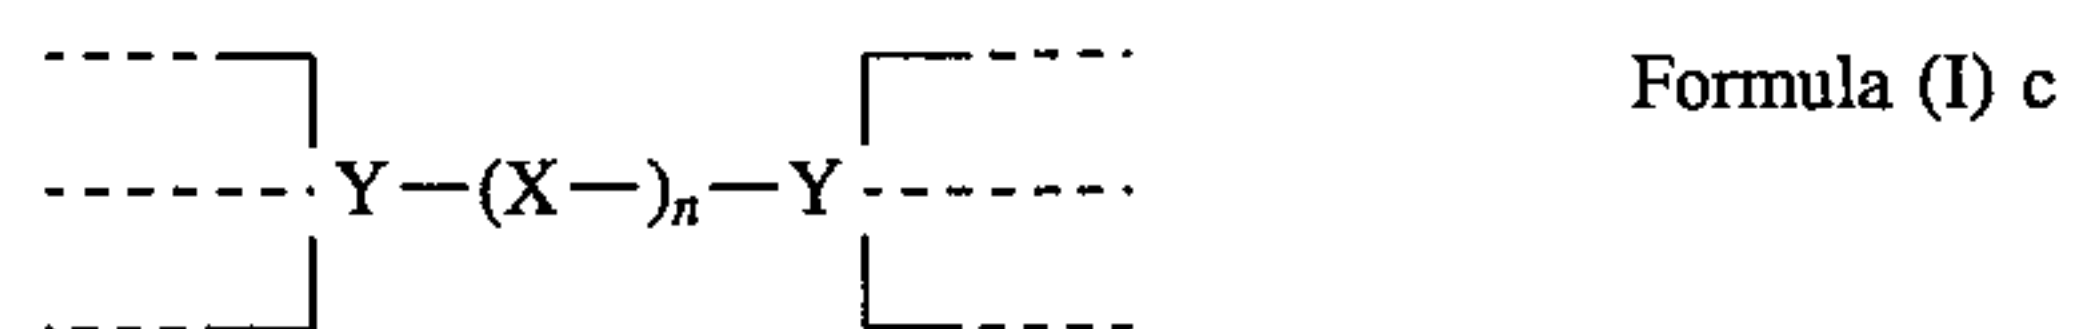 Formula (I) c
Y—(X—)n—Y